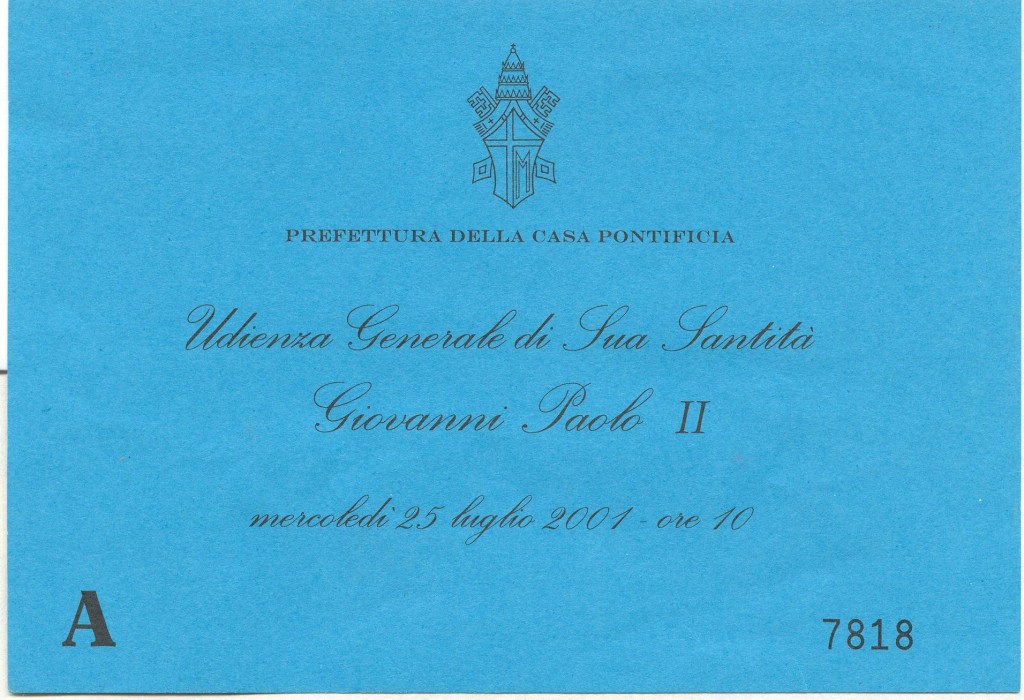 PREFETTURA DELLA CASA PONTIFICIA
Udienza Generale di Sua Santità
Giovanni Paolo II
mercoledì 25 luglio 2001 - ore 10
A 7818